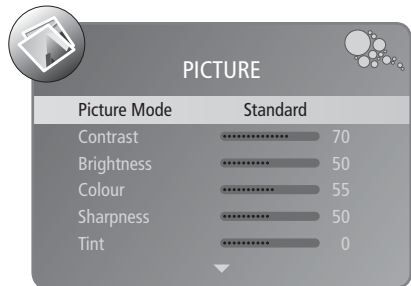 PICTURE
Picture Mode Standard
Contrast 70
Brightness 50
Colour 55
Sharpness 50
Tint 0